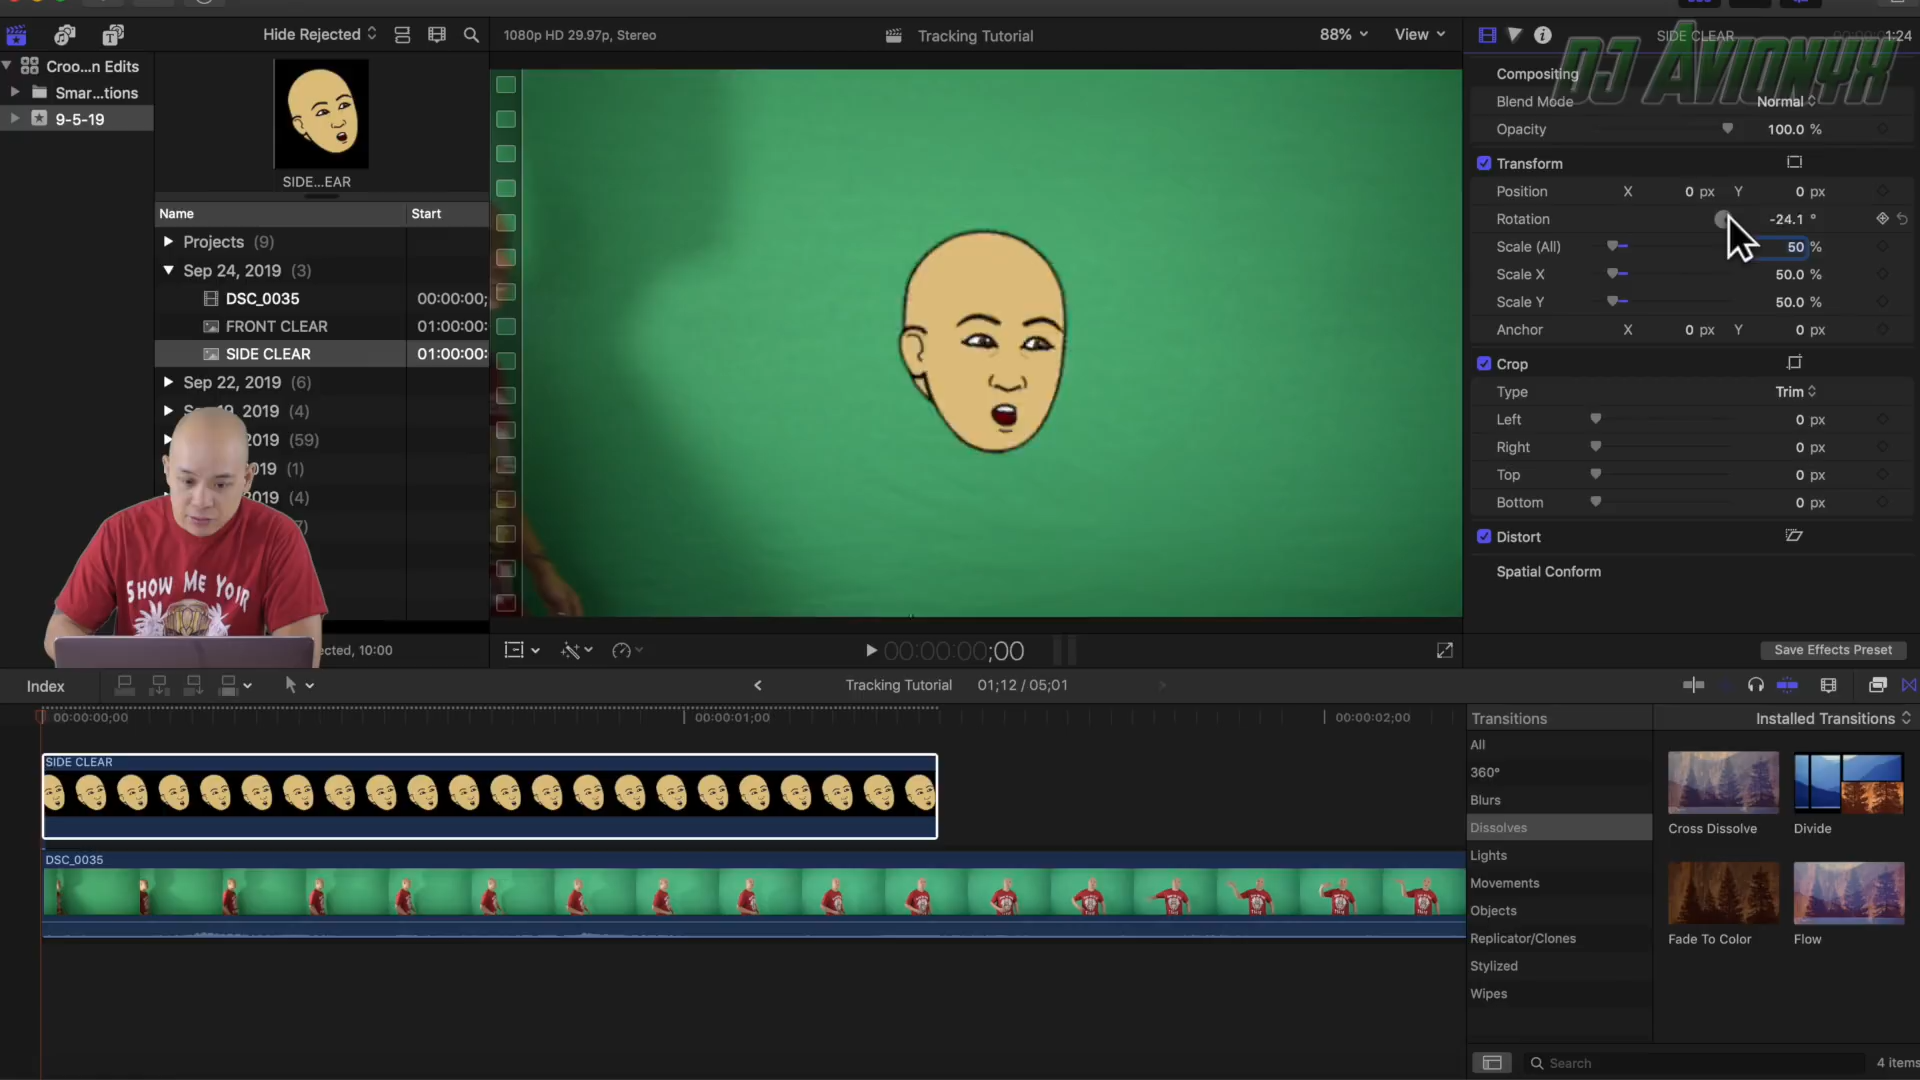 Hide Rejected
1080p HD 29.97p, Stereo
Tracking Tutorial
88%
View
SIDE CLEAR
1:24
DJ AVIONYX
Croo...n Edits
Smar...tions
9-5-19
SIDE...EAR
Name
Start
Projects (9)
Sep 24, 2019 (3)
DSC_0035
00:00:00;
FRONT CLEAR
01:00:00:
SIDE CLEAR
01:00:00:
Sep 22, 2019 (6)
2019 (4)
2019 (59)
2019 (1)
2019 (4)
SHOW ME YOIR
cted, 10:00
Compositing
Blend Mode
Normal
Opacity
100.0 %
Transform
Position X 0 px Y 0 px
Rotation -24.1 °
Scale (All) 50 %
Scale X 50.0 %
Scale Y 50.0 %
Anchor X 0 px Y 0 px
Crop
Type Trim
Left 0 px
Right 0 px
Top 0 px
Bottom 0 px
Distort
Spatial Conform
00:00:00;00
Save Effects Preset
Index
Tracking Tutorial
01;12 / 05;01
00:00:00;00
00:00:01;00
00:00:02;00
SIDE CLEAR
DSC_0035
Transitions
Installed Transitions
All
360°
Blurs
Dissolves
Lights
Movements
Objects
Replicator/Clones
Stylized
Wipes
Cross Dissolve
Divide
Fade To Color
Flow
Search
4 items